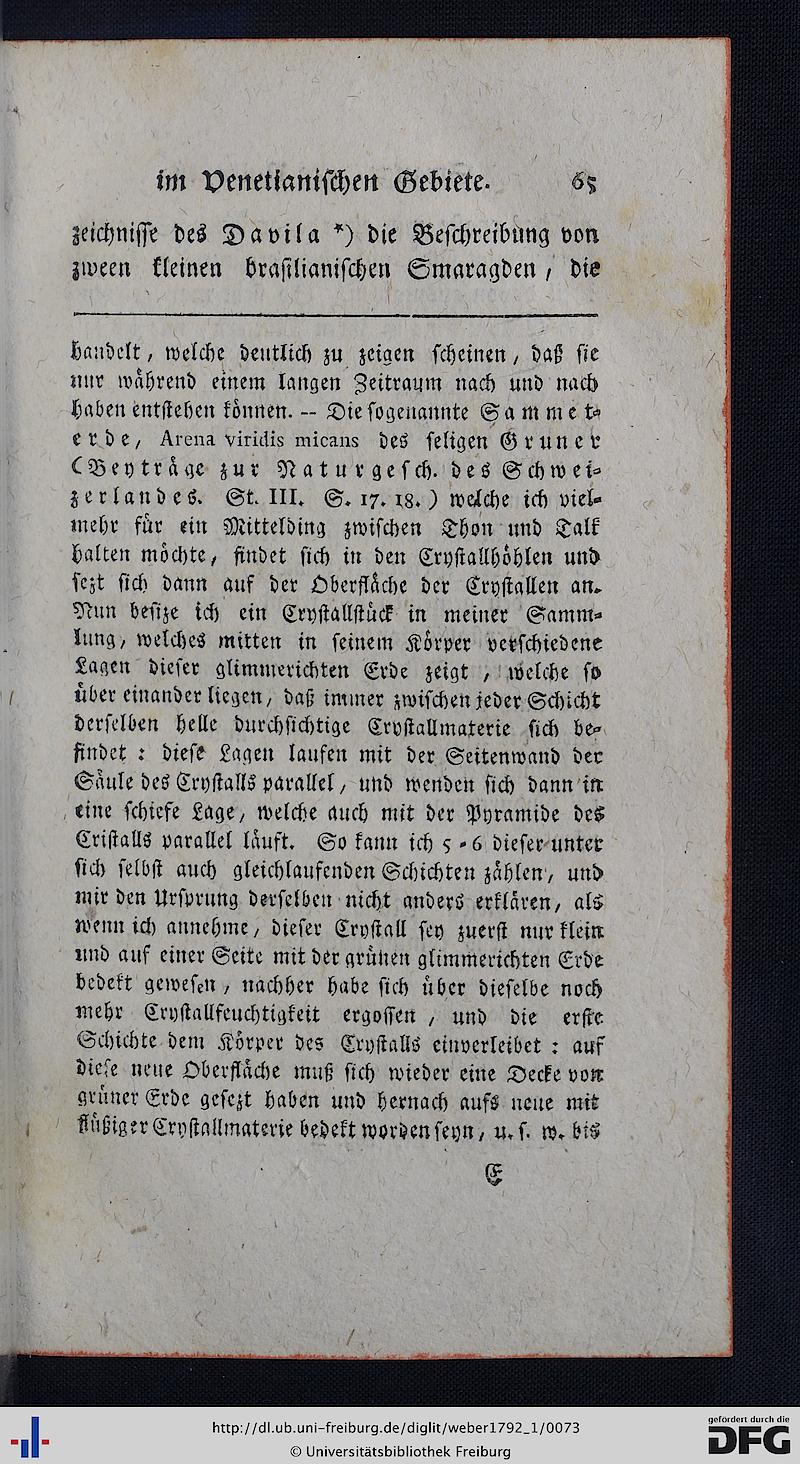 im Venetianischen Gebiete. 65
zeichnisse des Davila *) die Beschreibung von
zween kleinen brasilianischen Smaragden, die
handelt, welche deutlich zu zeigen scheinen, daß sie
nur während einem langen Zeitraum nach und nach
haben entstehen können. -- Die sogenannte Sammet-
erde, Arena viridis micans des seligen Gruner
(Beyträge zur Naturgesch. des Schwei-
zerlandes. St. III. S. 17. 18.) welche ich viel-
mehr für ein Mittelding zwischen Thon und Talk
halten möchte, findet sich in den Crystallhöhlen und
sezt sich dann auf der Oberfläche der Crystallen an.
Nun besize ich ein Crystallstück in meiner Samm-
lung, welches mitten in seinem Körper verschiedene
Lagen dieser glimmerichten Erde zeigt, welche so
über einander liegen, daß immer zwischen jeder Schicht
derselben helle durchsichtige Crystallmaterie sich be-
findet: diese Lagen laufen mit der Seitenwand der
Säule des Crystalls parallel, und wenden sich dann in
eine schiefe Lage, welche auch mit der Pyramide des
Cristalls parallel läuft. So kann ich 5-6 dieser unter
sich selbst auch gleichlaufenden Schichten zählen, und
mir den Ursprung derselben nicht anders erklären, als
wenn ich annehme, dieser Crystall sey zuerst nur klein
und auf einer Seite mit der grünen glimmerichten Erde
bedekt gewesen, nachher habe sich über dieselbe noch
mehr Crystallfeuchtigkeit ergossen, und die erste
Schichte dem Körper des Crystalls einverleibet: auf
diese neue Oberfläche muß sich wieder eine Decke von
grüner Erde gesezt haben und hernach aufs neue mit
flüßiger Crystallmaterie bedekt worden seyn, u. s. w. bis
E
http://dl.ub.uni-freiburg.de/diglit/weber1792_1/0073
© Universitätsbibliothek Freiburg
gefördert durch die
DFG